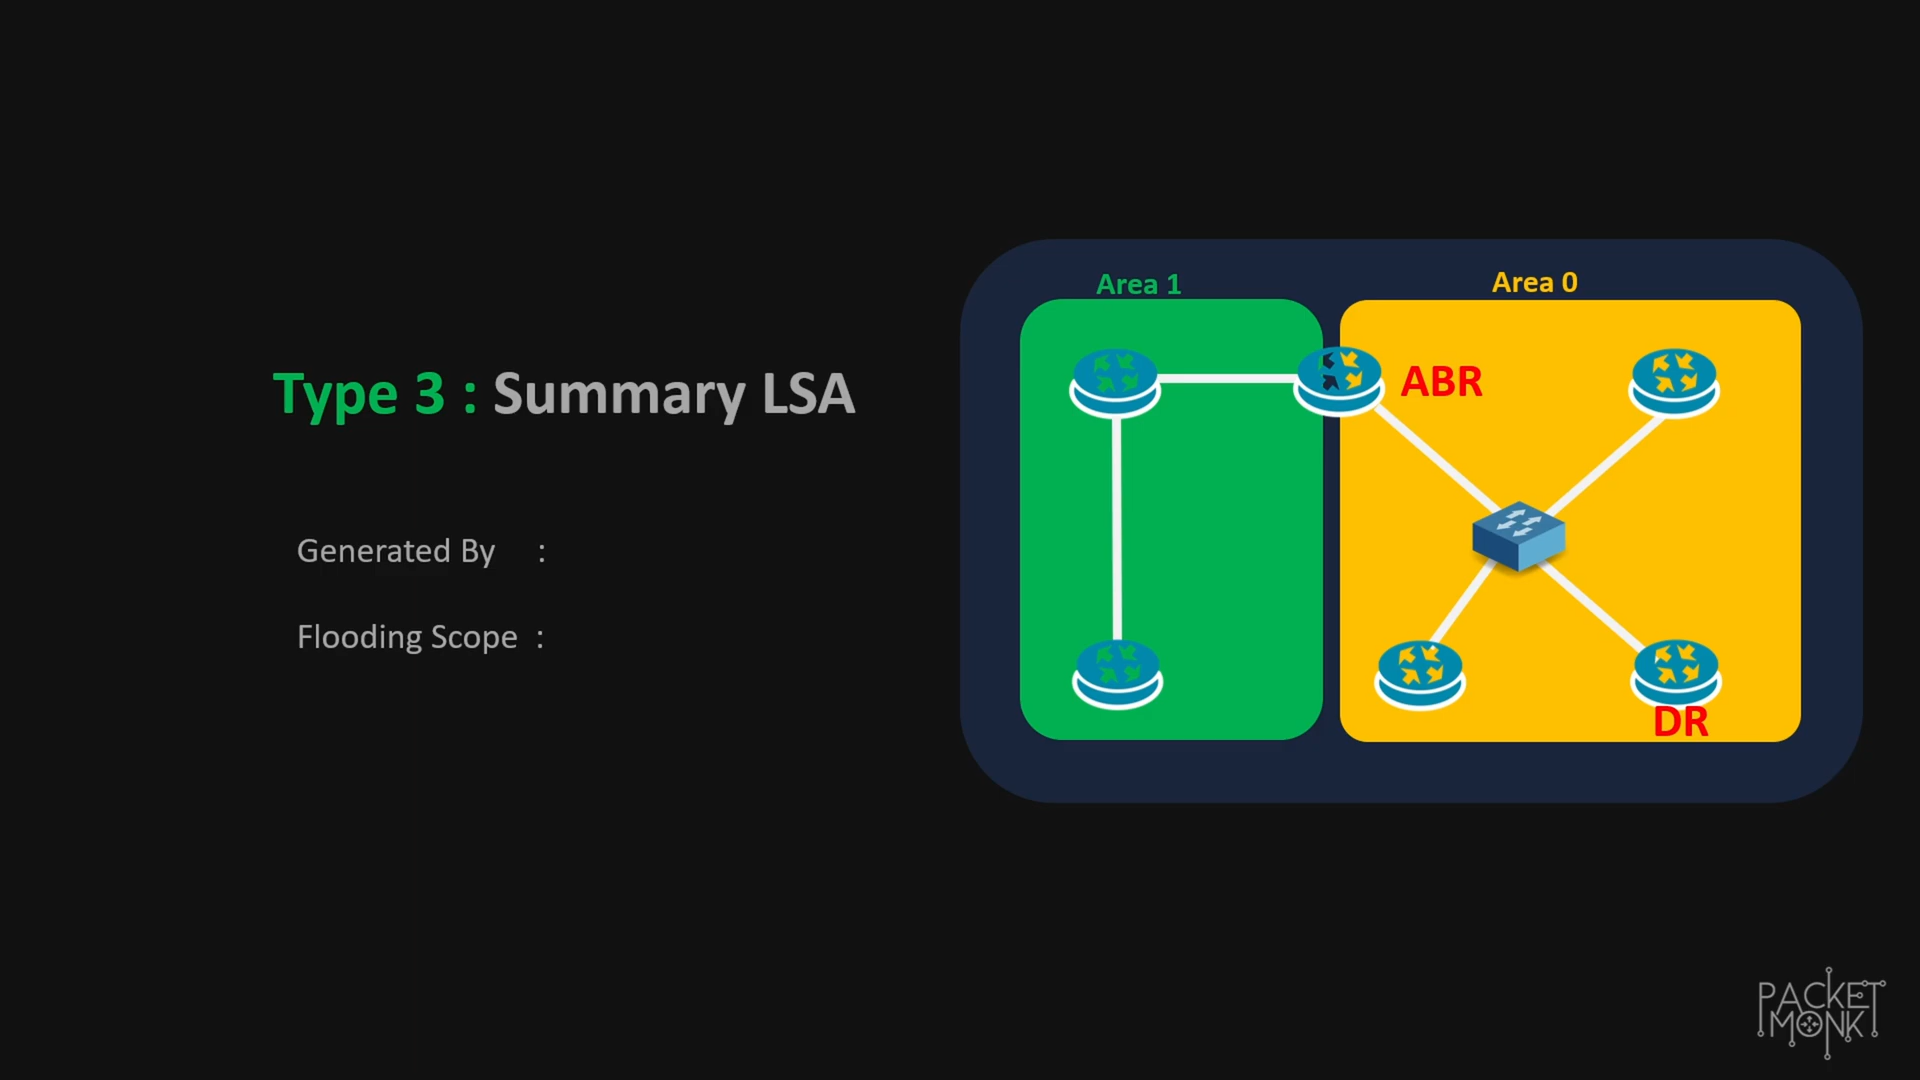 Area 1
Area 0
Type 3 : Summary LSA
ABR
Generated By :
Flooding Scope :
DR
PACKET
MONK